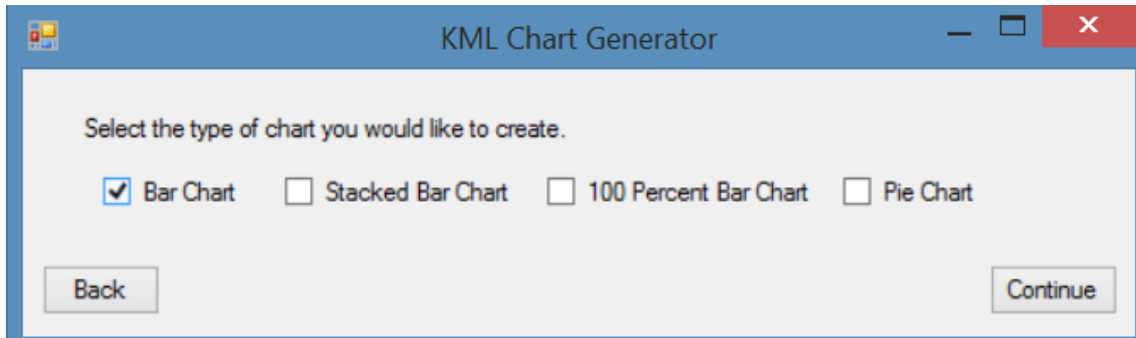 KML Chart Generator
Select the type of chart you would like to create.
Bar Chart Stacked Bar Chart 100 Percent Bar Chart Pie Chart
Back Continue